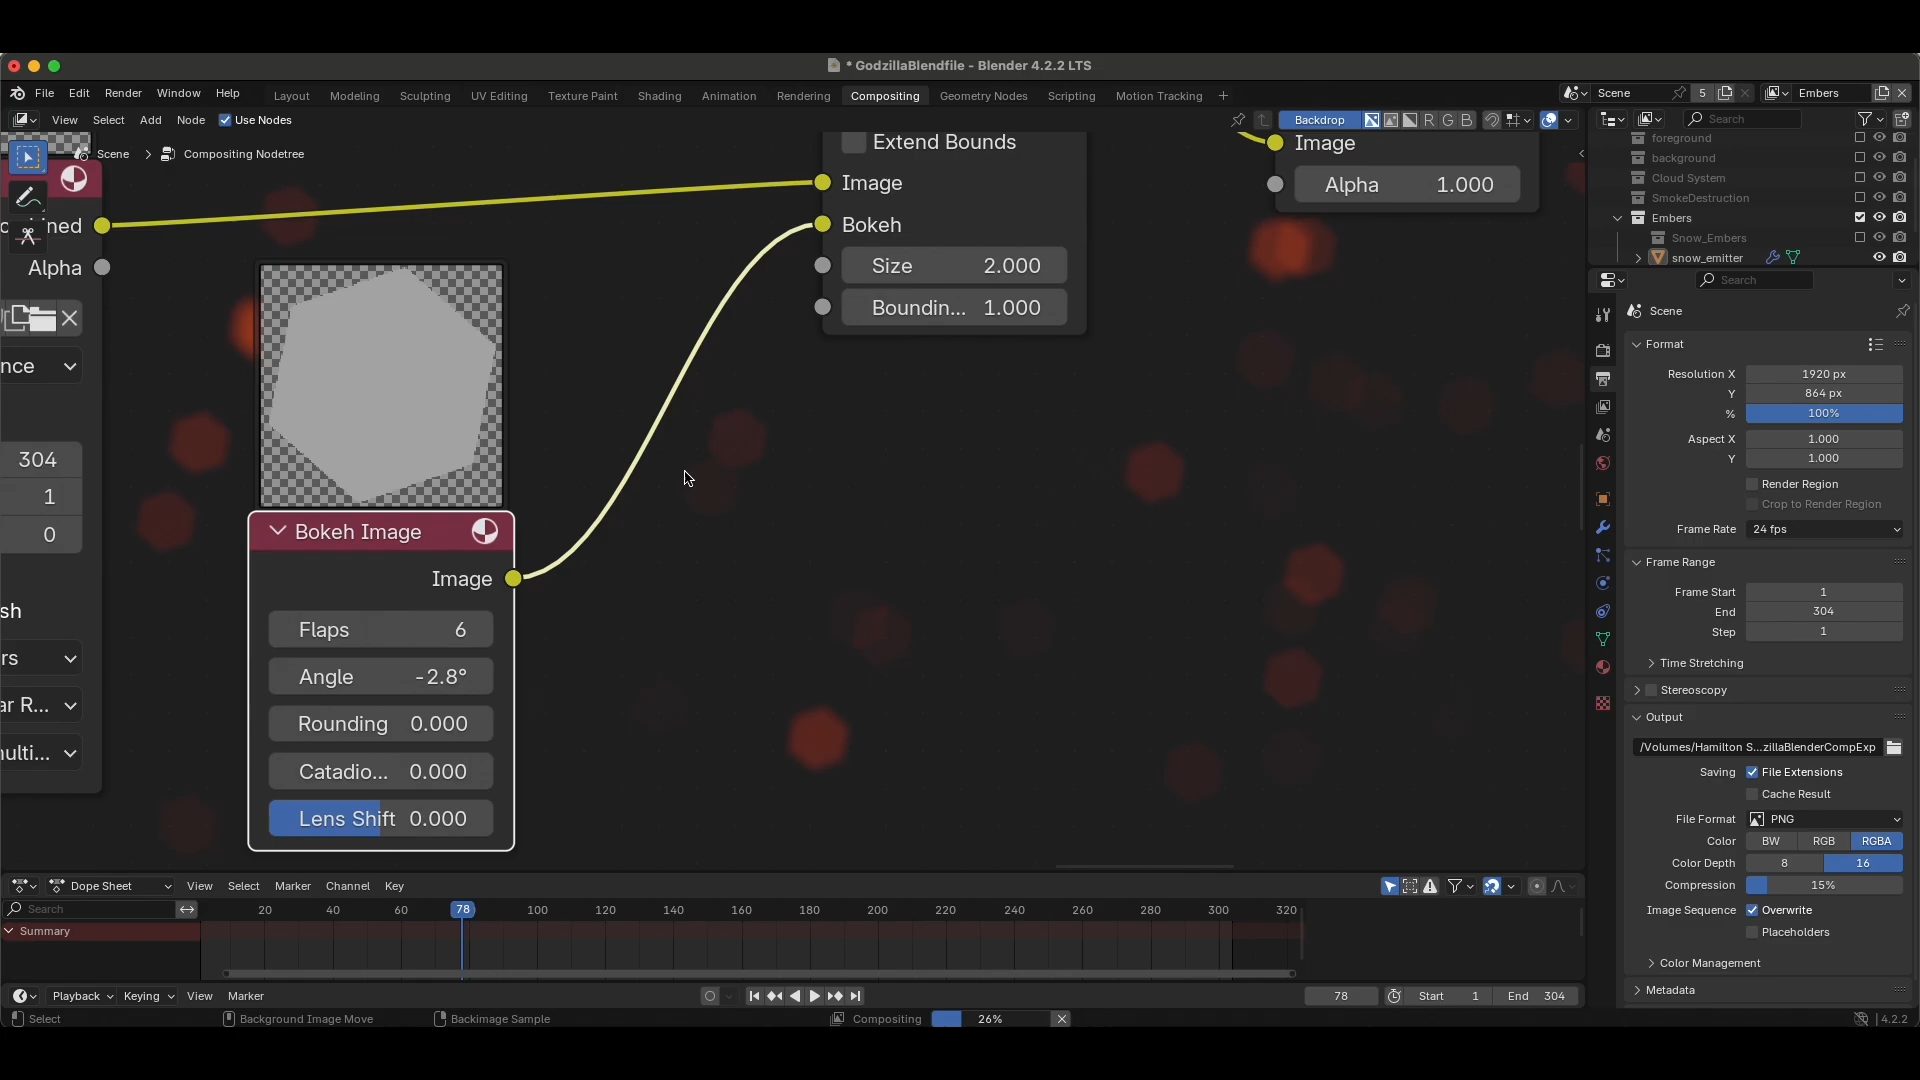 * GodzillaBlendfile - Blender 4.2.2 LTS
File Edit Render Window Help Layout Modeling Sculpting UV Editing Texture Paint Shading Animation Rendering Compositing Geometry Nodes Scripting Motion Tracking + Scene 5 Embers
View Select Add Node Use Nodes Backdrop R G B Search
Scene > Compositing Nodetree
foreground
background
Cloud System
SmokeDestruction
Embers
Snow_Embers
snow_emitter
Extend Bounds
Image
Bokeh
Size 2.000
Boundin... 1.000
Image
Alpha 1.000
ned
Alpha
nce
304
1
0
sh
rs
ar R...
ulti...
Bokeh Image
Image
Flaps 6
Angle -2.8°
Rounding 0.000
Catadio... 0.000
Lens Shift 0.000
Search
Scene
Format
Resolution X 1920 px
Y 864 px
% 100%
Aspect X 1.000
Y 1.000
Render Region
Crop to Render Region
Frame Rate 24 fps
Frame Range
Frame Start 1
End 304
Step 1
Time Stretching
Stereoscopy
Output
/Volumes/Hamilton S...zillaBlenderCompExp
Saving File Extensions
Cache Result
File Format PNG
Color BW RGB RGBA
Color Depth 8 16
Compression 15%
Image Sequence Overwrite
Placeholders
Color Management
Metadata
Dope Sheet View Select Marker Channel Key
Search 20 40 60 78 100 120 140 160 180 200 220 240 260 280 300 320
Summary
Playback Keying View Marker 78 Start 1 End 304
Select Background Image Move Backimage Sample Compositing 26% 4.2.2